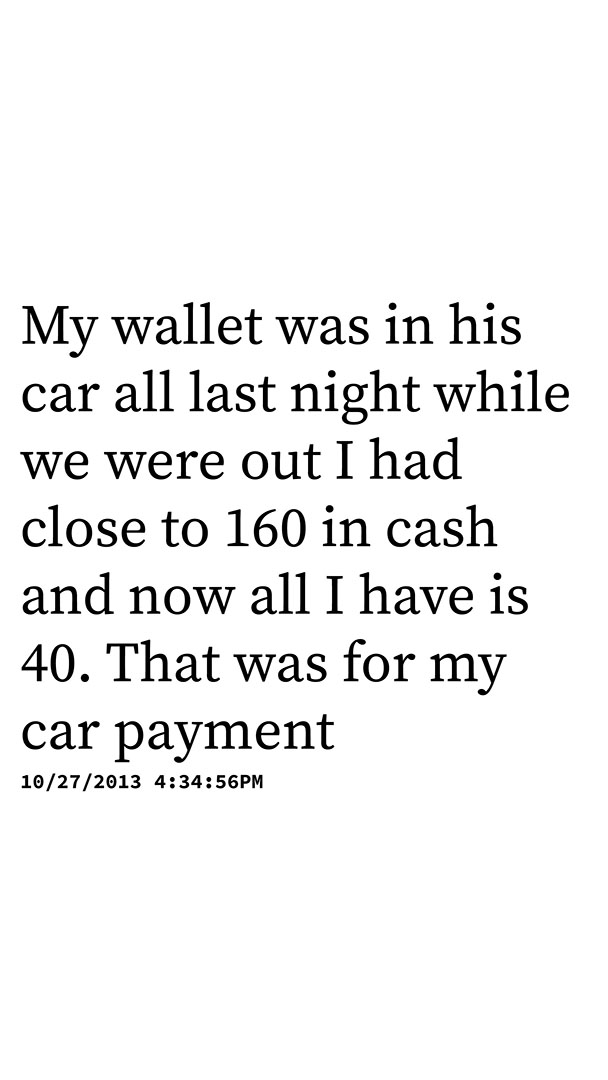 My wallet was in his
car all last night while
we were out I had
close to 160 in cash
and now all I have is
40. That was for my
car payment
10/27/2013 4:34:56PM